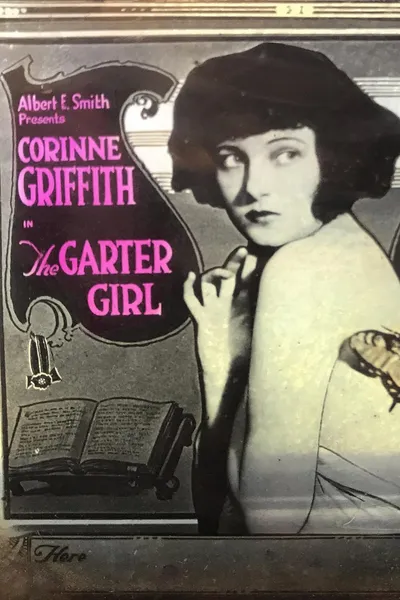 Albert E. Smith
Presents
CORINNE
GRIFFITH
IN
The GARTER
GIRL
Here